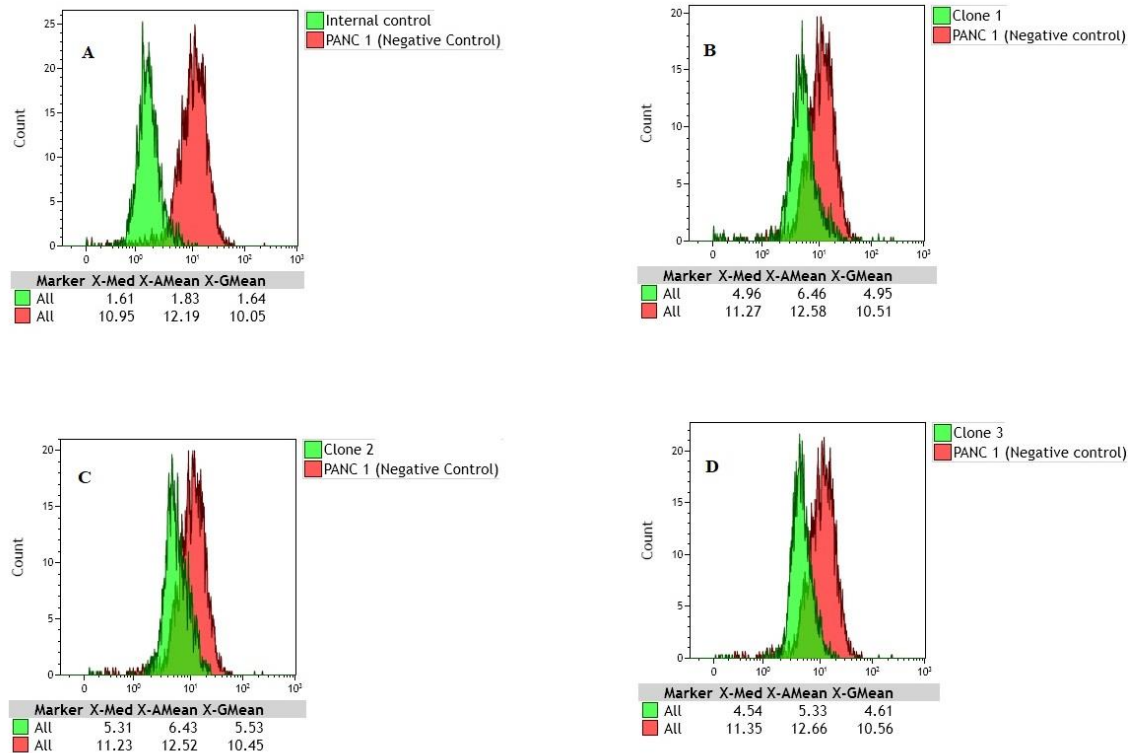 A
Internal control
PANC 1 (Negative Control)
25
20
15
10
5
0
Count
0 10⁰ 10¹ 10² 10³
Marker X-Med X-AMean X-GMean
All 1.61 1.83 1.64
All 10.95 12.19 10.05
B
Clone 1
PANC 1 (Negative control)
20
15
10
5
0
Count
0 10⁰ 10¹ 10² 10³
Marker X-Med X-AMean X-GMean
All 4.96 6.46 4.95
All 11.27 12.58 10.51
C
Clone 2
PANC 1 (Negative Control)
20
15
10
5
0
Count
0 10⁰ 10¹ 10² 10³
Marker X-Med X-AMean X-GMean
All 5.31 6.43 5.53
All 11.23 12.52 10.45
D
Clone 3
PANC 1 (Negative control)
20
15
10
5
0
Count
0 10⁰ 10¹ 10² 10³
Marker X-Med X-AMean X-GMean
All 4.54 5.33 4.61
All 11.35 12.66 10.56